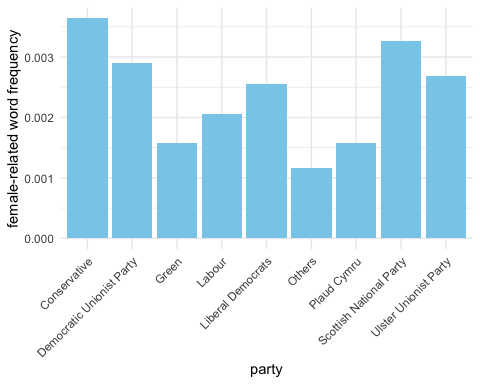 female-related word frequency
0.003
0.002
0.001
0.000
Conservative
Democratic Unionist Party
Green
Labour
Liberal Democrats
Others
Plaud Cymru
Scottish National Party
Ulster Unionist Party
party